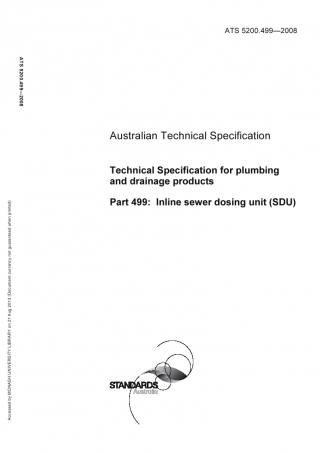 ATS 5200.499—2008
ATS 5200.499—2008
Australian Technical Specification
Technical Specification for plumbing
and drainage products
Part 499: Inline sewer dosing unit (SDU)
STANDARDS
Australia
Accessed by MONASH UNIVERSITY LIBRARY on 21 Aug 2010 (Document currency not guaranteed when printed)